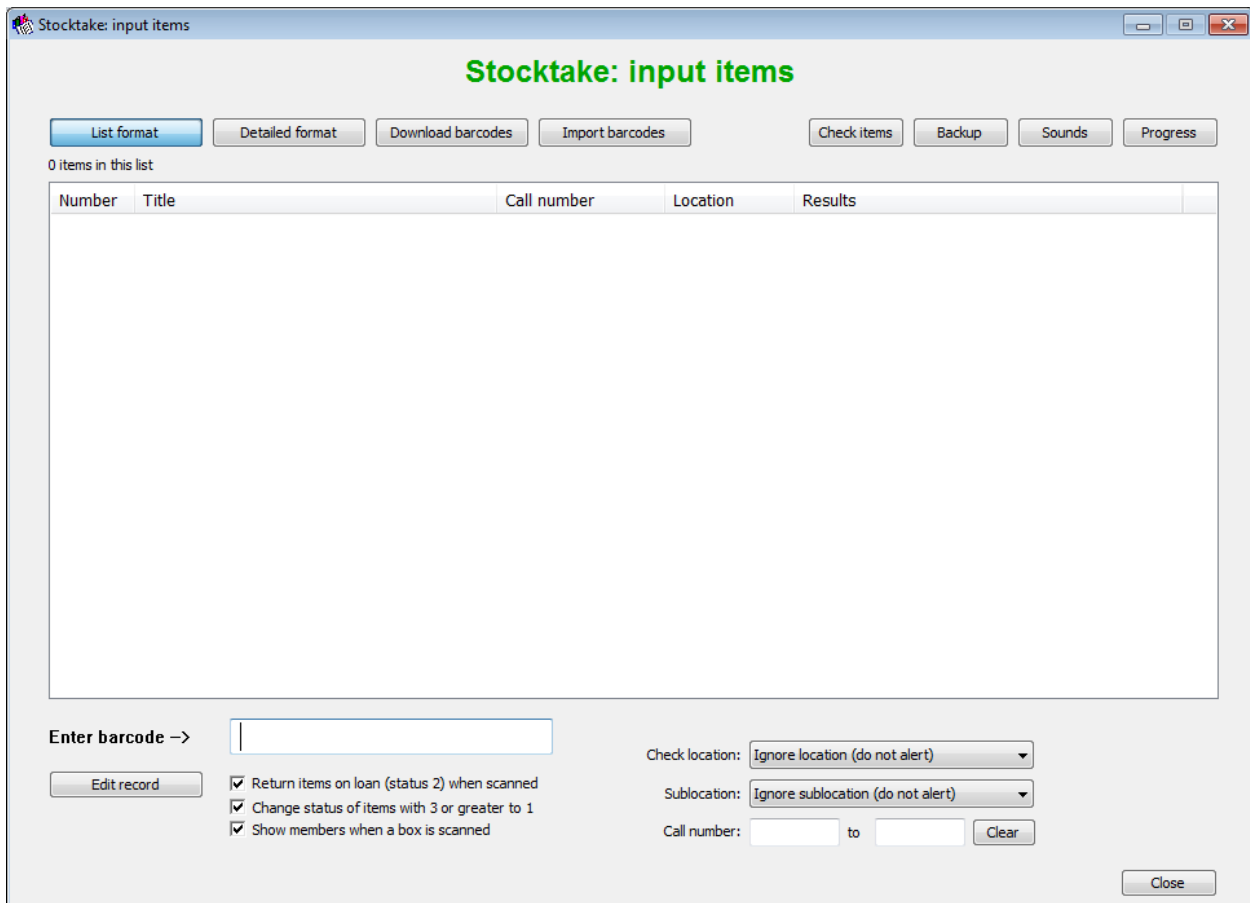 Stocktake: input items
Stocktake: input items
List format Detailed format Download barcodes Import barcodes Check items Backup Sounds Progress
0 items in this list
Number Title Call number Location Results
Enter barcode –>
Check location: Ignore location (do not alert)
Edit record Return items on loan (status 2) when scanned
Sublocation: Ignore sublocation (do not alert)
Change status of items with 3 or greater to 1
Show members when a box is scanned Call number: to Clear
Close